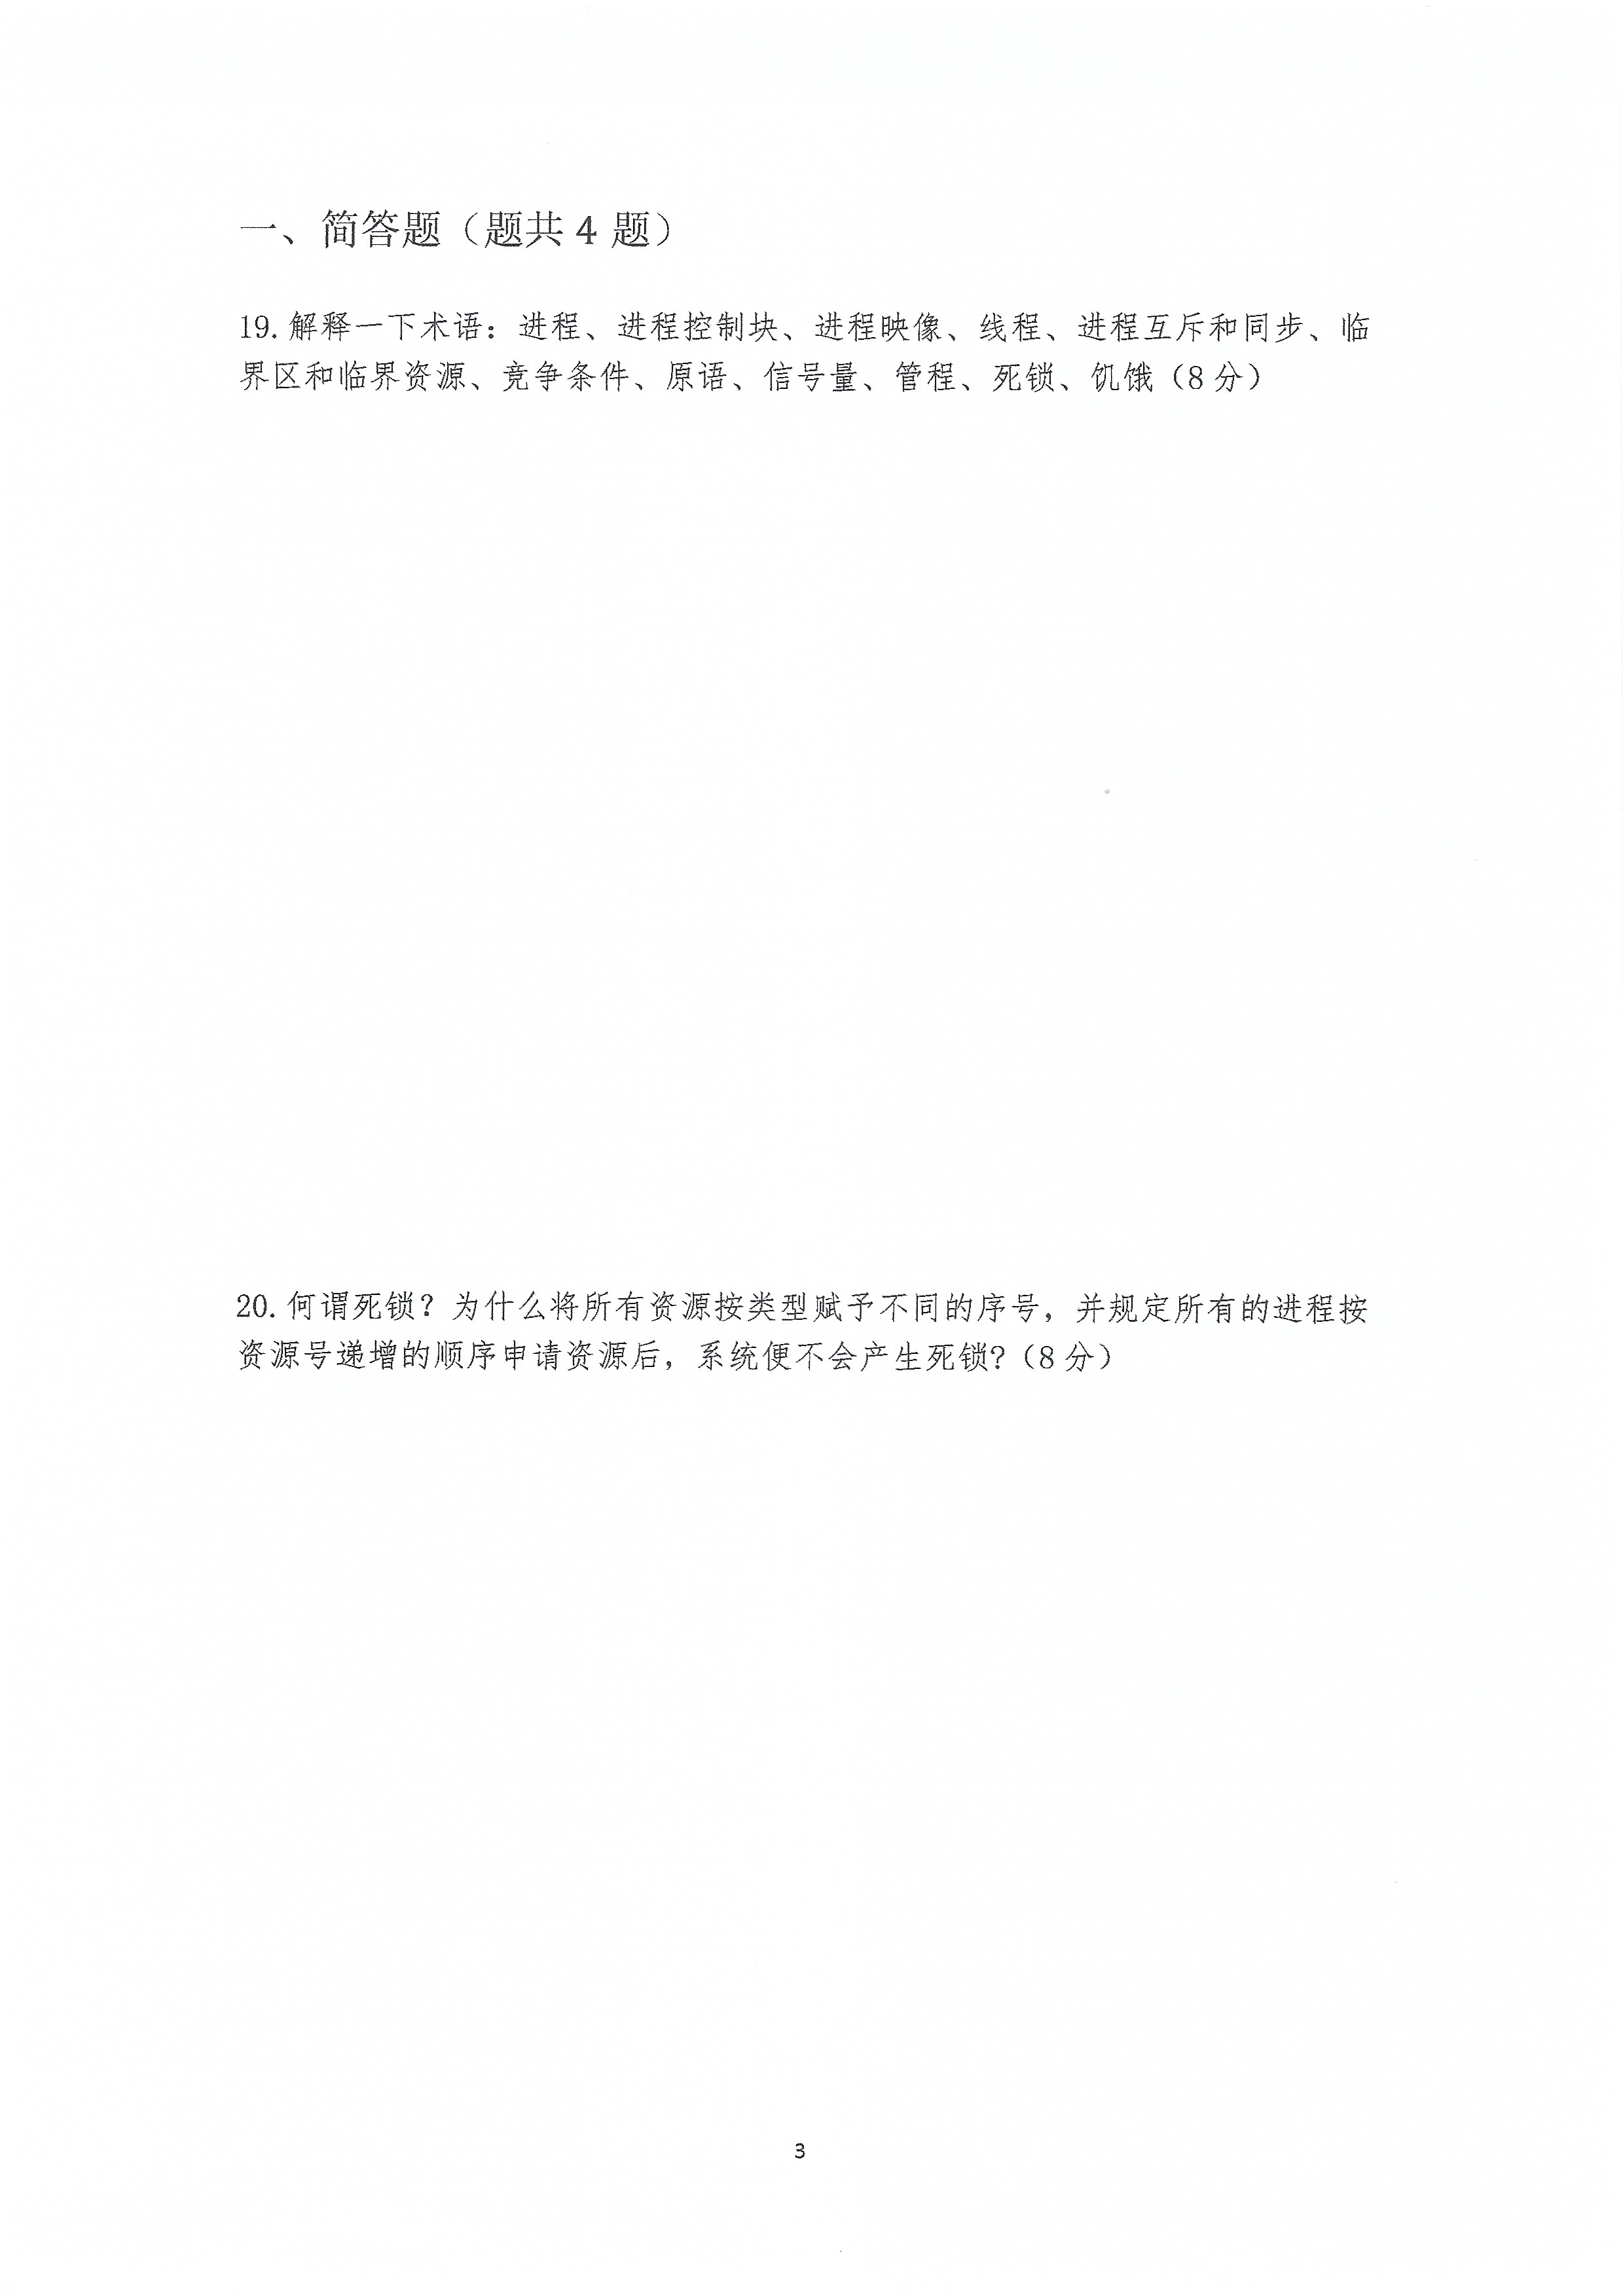 一、简答题（题共 4 题）
19. 解释一下术语：进程、进程控制块、进程映像、线程、进程互斥和同步、临
界区和临界资源、竞争条件、原语、信号量、管程、死锁、饥饿（8 分）
20. 何谓死锁？为什么将所有资源按类型赋予不同的序号，并规定所有的进程按
资源号递增的顺序申请资源后，系统便不会产生死锁?（8 分）
3